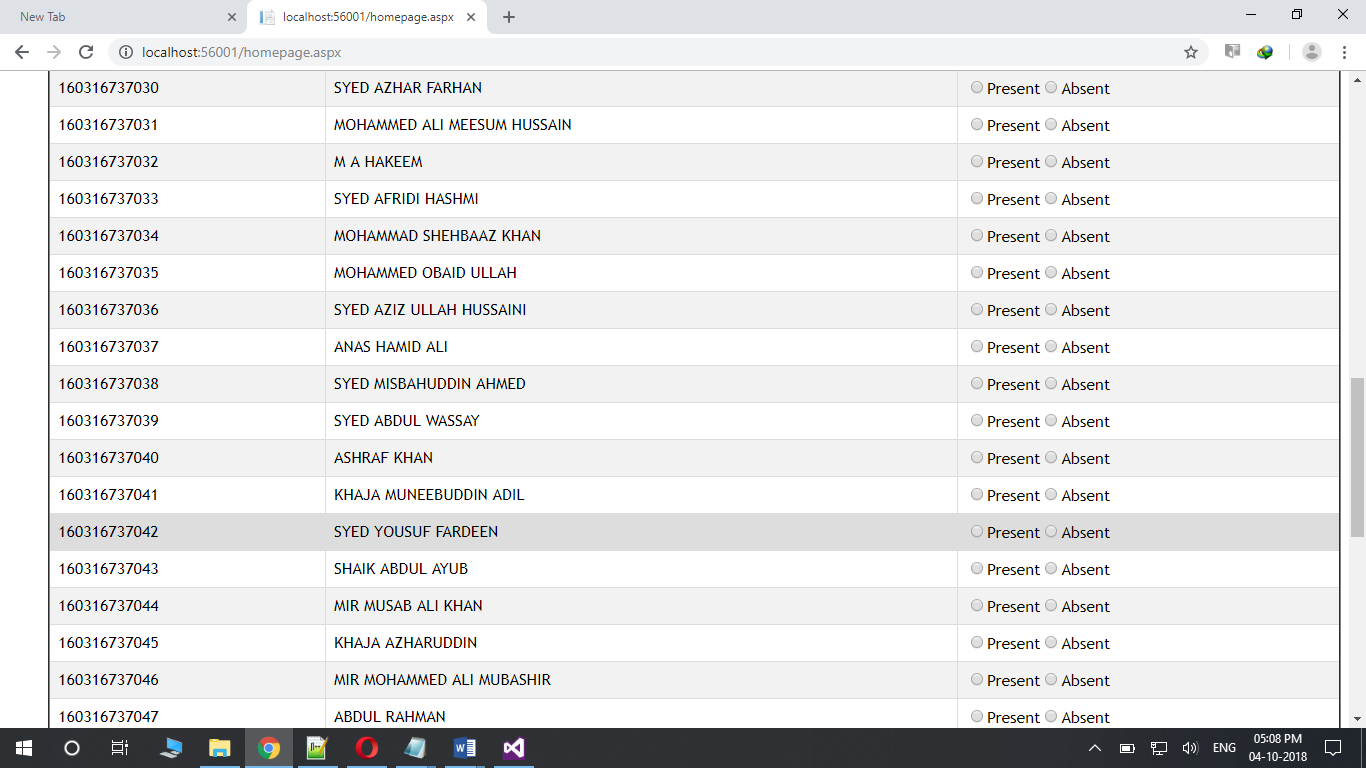 New Tab localhost:56001/homepage.aspx
localhost:56001/homepage.aspx
160316737030 SYED AZHAR FARHAN Present Absent
160316737031 MOHAMMED ALI MEESUM HUSSAIN Present Absent
160316737032 M A HAKEEM Present Absent
160316737033 SYED AFRIDI HASHMI Present Absent
160316737034 MOHAMMAD SHEHBAAZ KHAN Present Absent
160316737035 MOHAMMED OBAID ULLAH Present Absent
160316737036 SYED AZIZ ULLAH HUSSAINI Present Absent
160316737037 ANAS HAMID ALI Present Absent
160316737038 SYED MISBAHUDDIN AHMED Present Absent
160316737039 SYED ABDUL WASSAY Present Absent
160316737040 ASHRAF KHAN Present Absent
160316737041 KHAJA MUNEEBUDDIN ADIL Present Absent
160316737042 SYED YOUSUF FARDEEN Present Absent
160316737043 SHAIK ABDUL AYUB Present Absent
160316737044 MIR MUSAB ALI KHAN Present Absent
160316737045 KHAJA AZHARUDDIN Present Absent
160316737046 MIR MOHAMMED ALI MUBASHIR Present Absent
160316737047 ABDUL RAHMAN Present Absent
ENG 05:08 PM
04-10-2018